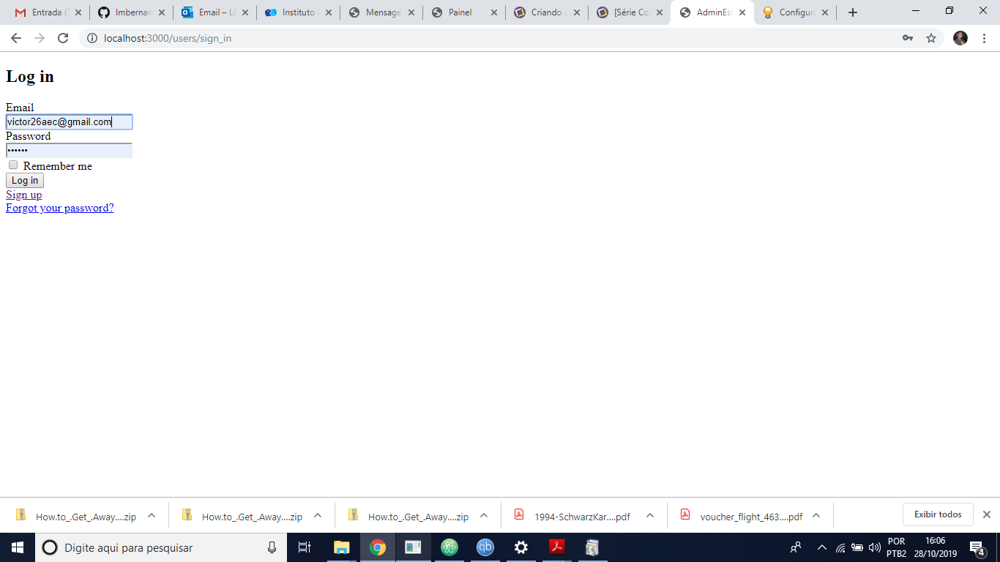 Entrada (
Imbernar
Email – L
Instituto
Mensage
Painel
Criando u
[Série Co
AdminEst
Configura
localhost:3000/users/sign_in
Log in
Email
victor26aec@gmail.com
Password
••••••
Remember me
Log in
Sign up
Forgot your password?
How.to_.Get_.Away....zip
How.to_.Get_.Away....zip
How.to_.Get_.Away....zip
1994-SchwarzKar....pdf
voucher_flight_463....pdf
Exibir todos
Digite aqui para pesquisar
qb
POR
PTB2
16:06
28/10/2019
4